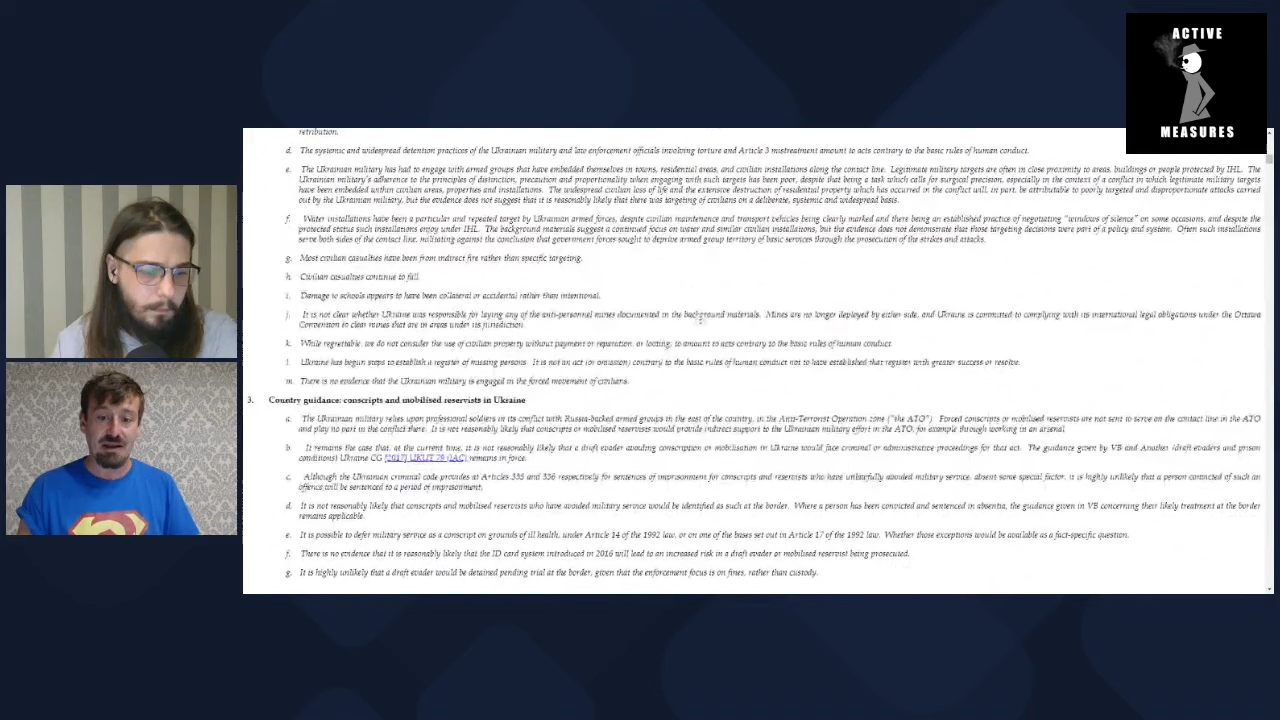 ACTIVE
MEASURES
retribution.
d. The systemic and widespread detention practices of the Ukrainian military and law enforcement officials involving torture and Article 3 mistreatment amount to acts contrary to the basic rules of human conduct.
e. The Ukrainian military has had to engage with armed groups that have embedded themselves in towns, residential areas, and civilian installations along the contact line. Legitimate military targets are often in close proximity to areas, buildings or people protected by IHL. The
Ukrainian military's adherence to the principles of distinction, precaution and proportionality when engaging with such targets has been poor, despite that being a task which calls for surgical precision, especially in the context of a conflict in which legitimate military targets
have been embedded within civilian areas, properties and installations. The widespread civilian loss of life and the extensive destruction of residential property which has occurred in the conflict will, in part, be attributable to poorly targeted and disproportionate attacks carried
out by the Ukrainian military, but the evidence does not suggest that it is reasonably likely that there was targeting of civilians on a deliberate, systemic and widespread basis.
f. Water installations have been a particular and repeated target by Ukrainian armed forces, despite civilian maintenance and transport vehicles being clearly marked and there being an established practice of negotiating "windows of silence" on some occasions, and despite the
protected status such installations enjoy under IHL. The background materials suggest a continued focus on water and similar civilian installations, but the evidence does not demonstrate that those targeting decisions were part of a policy and system. Often such installations
serve both sides of the contact line, militating against the conclusion that government forces sought to deprive armed group territory of basic services through the prosecution of the strikes and attacks.
g. Most civilian casualties have been from indirect fire rather than specific targeting.
h. Civilian casualties continue to fall.
i. Damage to schools appears to have been collateral or accidental rather than intentional.
j. It is not clear whether Ukraine was responsible for laying any of the anti-personnel mines documented in the background materials. Mines are no longer deployed by either side, and Ukraine is committed to complying with its international legal obligations under the Ottawa
Convention to clear mines that are in areas under its jurisdiction.
k. While regrettable, we do not consider the use of civilian property without payment or reparation, or looting, to amount to acts contrary to the basic rules of human conduct.
l. Ukraine has begun steps to establish a register of missing persons. It is not an act (or omission) contrary to the basic rules of human conduct not to have established that register with greater success or resolve.
m. There is no evidence that the Ukrainian military is engaged in the forced movement of civilians.
3. Country guidance: conscripts and mobilised reservists in Ukraine
a. The Ukrainian military relies upon professional soldiers in its conflict with Russia-backed armed groups in the east of the country, in the Anti-Terrorist Operation zone ("the ATO"). Forced conscripts or mobilised reservists are not sent to serve on the contact line in the ATO
and play no part in the conflict there. It is not reasonably likely that conscripts or mobilised reservists would provide indirect support to the Ukrainian military effort in the ATO, for example through working in an arsenal.
b. It remains the case that, at the current time, it is not reasonably likely that a draft evader avoiding conscription or mobilisation in Ukraine would face criminal or administrative proceedings for that act. The guidance given by VB and Another (draft evaders and prison
conditions) Ukraine CG [2017] UKUT 79 (IAC) remains in force.
c. Although the Ukrainian criminal code provides at Articles 335 and 336 respectively for sentences of imprisonment for conscripts and reservists who have unlawfully avoided military service, absent some special factor, it is highly unlikely that a person convicted of such an
offence will be sentenced to a period of imprisonment.
d. It is not reasonably likely that conscripts and mobilised reservists who have avoided military service would be identified as such at the border. Where a person has been convicted and sentenced in absentia, the guidance given in VB concerning their likely treatment at the border
remains applicable.
e. It is possible to defer military service as a conscript on grounds of ill health, under Article 14 of the 1992 law, or on one of the bases set out in Article 17 of the 1992 law. Whether those exceptions would be available as a fact-specific question.
f. There is no evidence that it is reasonably likely that the ID card system introduced in 2016 will lead to an increased risk in a draft evader or mobilised reservist being prosecuted.
g. It is highly unlikely that a draft evader would be detained pending trial at the border, given that the enforcement focus is on fines, rather than custody.